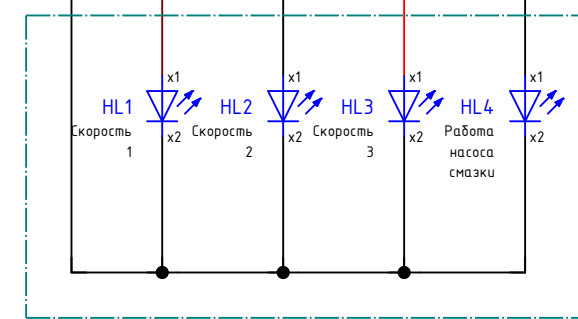 x1
x1
x1
x1
HL1
HL2
HL3
HL4
Скорость
1
Скорость
2
Скорость
3
Работа
насоса
смазки
x2
x2
x2
x2